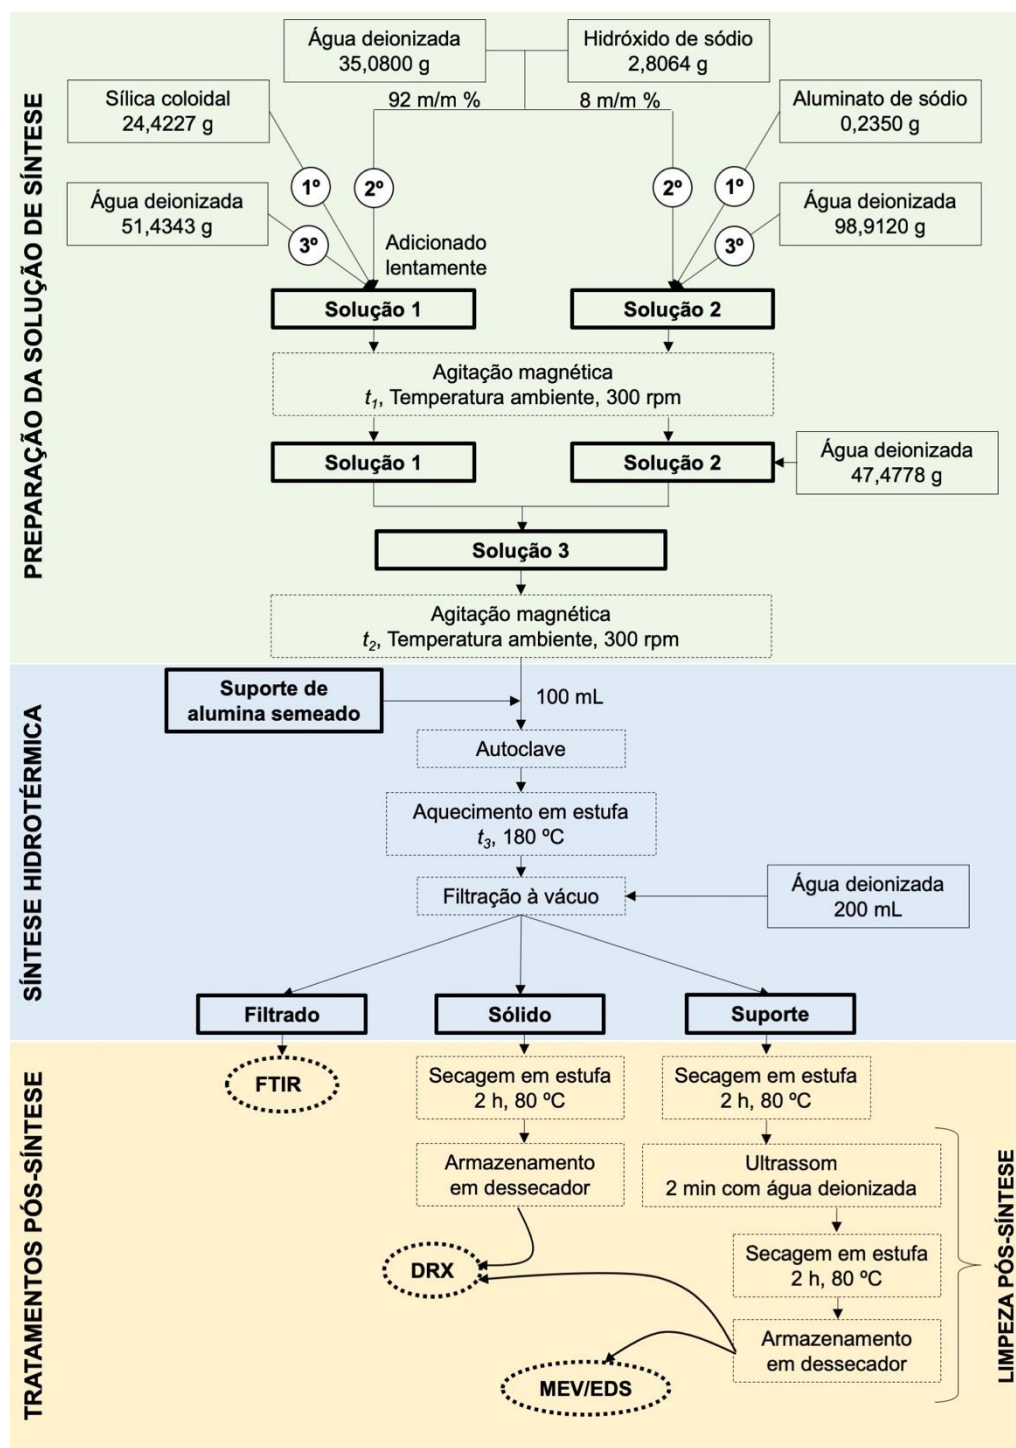 PREPARAÇÃO DA SOLUÇÃO DE SÍNTESE
Água deionizada
35,0800 g
Hidróxido de sódio
2,8064 g
Sílica coloidal
24,4227 g
92 m/m %
8 m/m %
Aluminato de sódio
0,2350 g
1º
2º
2º
1º
Água deionizada
51,4343 g
Água deionizada
98,9120 g
3º
Adicionado
lentamente
3º
Solução 1
Solução 2
Agitação magnética
t1, Temperatura ambiente, 300 rpm
Solução 1
Solução 2
Água deionizada
47,4778 g
Solução 3
Agitação magnética
t2, Temperatura ambiente, 300 rpm
SÍNTESE HIDROTÉRMICA
Suporte de
alumina semeado
100 mL
Autoclave
Aquecimento em estufa
t3, 180 ºC
Filtração à vácuo
Água deionizada
200 mL
Filtrado
Sólido
Suporte
TRATAMENTOS PÓS-SÍNTESE
FTIR
Secagem em estufa
2 h, 80 ºC
Secagem em estufa
2 h, 80 ºC
Armazenamento
em dessecador
Ultrassom
2 min com água deionizada
DRX
Secagem em estufa
2 h, 80 ºC
Armazenamento
em dessecador
MEV/EDS
LIMPEZA PÓS-SÍNTESE